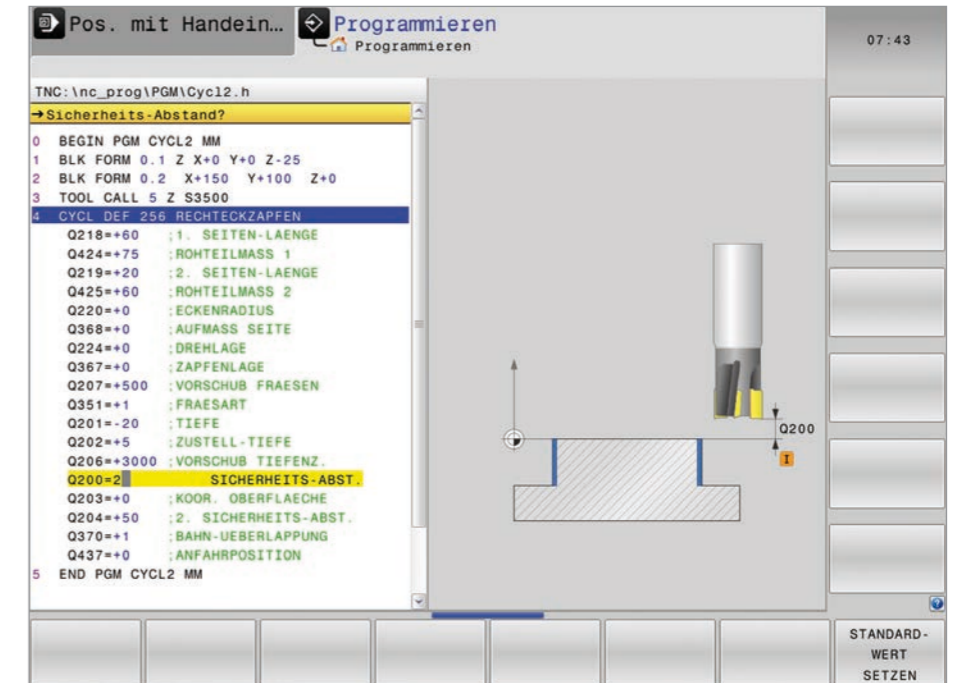 Pos. mit Handein...
Programmieren
Programmieren
07:43
TNC:\nc_prog\PGM\Cycl2.h
→Sicherheits-Abstand?
0 BEGIN PGM CYCL2 MM
1 BLK FORM 0.1 Z X+0 Y+0 Z-25
2 BLK FORM 0.2 X+150 Y+100 Z+0
3 TOOL CALL 5 Z S3500
4 CYCL DEF 256 RECHTECKZAPFEN
Q218=+60 ;1. SEITEN-LAENGE
Q424=+75 ;ROHTEILMASS 1
Q219=+20 ;2. SEITEN-LAENGE
Q425=+60 ;ROHTEILMASS 2
Q220=+0 ;ECKENRADIUS
Q368=+0 ;AUFMASS SEITE
Q224=+0 ;DREHLAGE
Q367=+0 ;ZAPFENLAGE
Q207=+500 ;VORSCHUB FRAESEN
Q351=+1 ;FRAESART
Q201=-20 ;TIEFE
Q202=+5 ;ZUSTELL-TIEFE
Q206=+3000 ;VORSCHUB TIEFENZ.
Q200=2 SICHERHEITS-ABST.
Q203=+0 ;KOOR. OBERFLAECHE
Q204=+50 ;2. SICHERHEITS-ABST.
Q370=+1 ;BAHN-UEBERLAPPUNG
Q437=+0 ;ANFAHRPOSITION
5 END PGM CYCL2 MM
Q200
I
STANDARD-
WERT
SETZEN